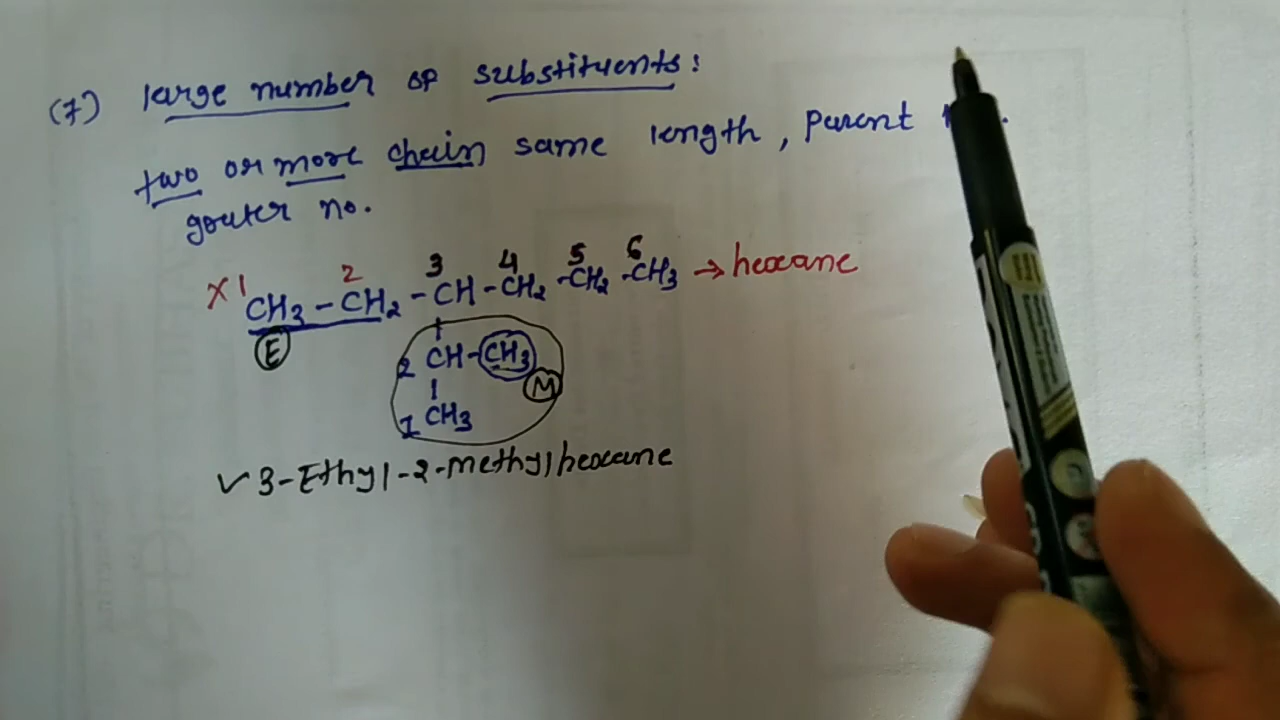 (7) large number of substituents:
two or more chain same length, parent
greater no.
X 1 2 3 4 5 6
CH3 - CH2 - CH - CH2 - CH2 - CH3 → hexane
E 2 CH-CH3 M
1 CH3
✓ 3-Ethyl-2-methylhexane